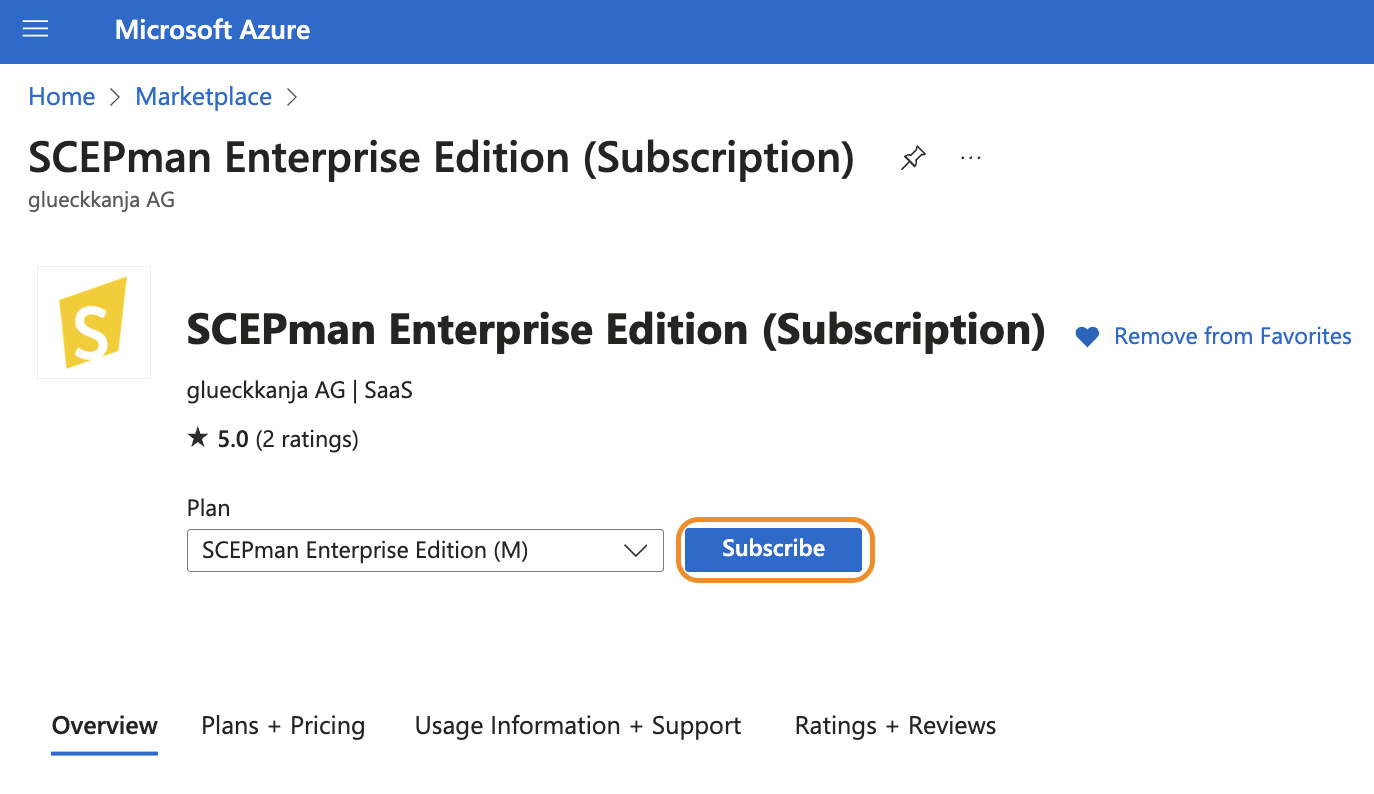 Microsoft Azure
Home > Marketplace >
SCEPman Enterprise Edition (Subscription) ...
glueckkanja AG
S
SCEPman Enterprise Edition (Subscription) Remove from Favorites
glueckkanja AG | SaaS
★ 5.0 (2 ratings)
Plan
SCEPman Enterprise Edition (M) Subscribe
Overview Plans + Pricing Usage Information + Support Ratings + Reviews